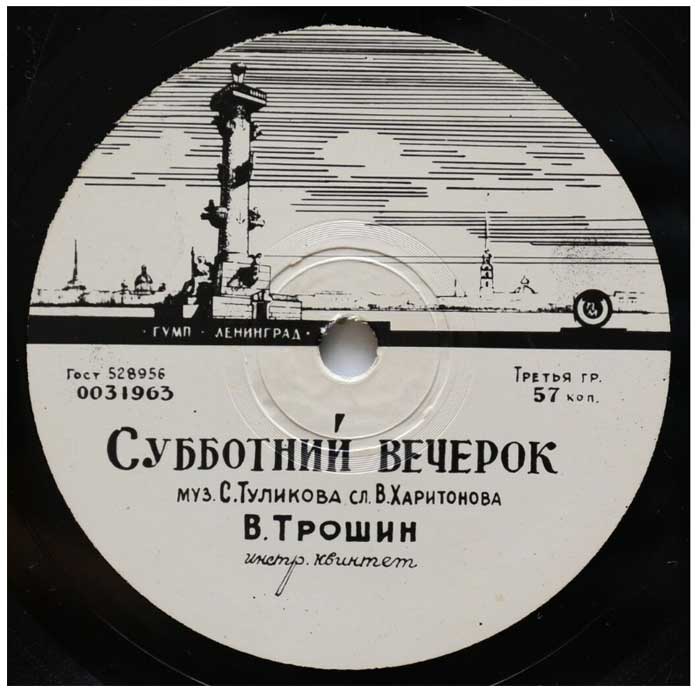 · ГУМП · ЛЕНИНГРАД ·
Гост 528956
0031963
Третья гр.
57 коп.
Субботний вечерок
муз. С. Туликова сл. В. Харитонова
В. Трошин
инстр. квинтет